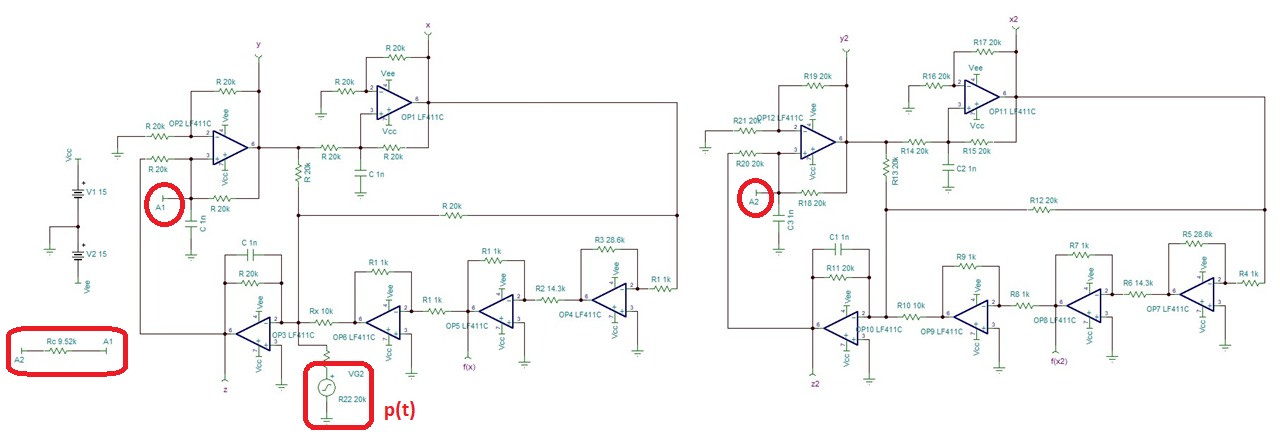 x
y
R 20k
R 20k
R 20k
Vee
OP1 LF411C
Vcc
OP2 LF411C
Vee
R 20k
R 20k
Vcc
R 20k
R 20k
R 20k
C 1n
R 20k
A1
R 20k
C 1n
Vcc
V1 15
V2 15
Vee
C 1n
R 20k
Vee
OP3 LF411C
Vcc
z
Rx 10k
R1 1k
Vee
OP6 LF411C
Vcc
R1 1k
R1 1k
Vee
OP5 LF411C
Vcc
f(x)
R2 14.3k
R3 28.6k
Vee
OP4 LF411C
Vcc
R1 1k
Rc 9.52k
A1
A2
VG2
R22 20k
p(t)
x2
y2
R17 20k
R16 20k
Vee
OP11 LF411C
Vcc
R19 20k
OP12 LF411C
Vee
R21 20k
R20 20k
Vcc
R14 20k
R15 20k
R13 20k
C2 1n
A2
R18 20k
C3 1n
R12 20k
C1 1n
R11 20k
Vee
OP10 LF411C
Vcc
z2
R10 10k
R9 1k
Vee
OP9 LF411C
Vcc
R8 1k
R7 1k
Vee
OP8 LF411C
Vcc
f(x2)
R6 14.3k
R5 28.6k
Vee
OP7 LF411C
Vcc
R4 1k